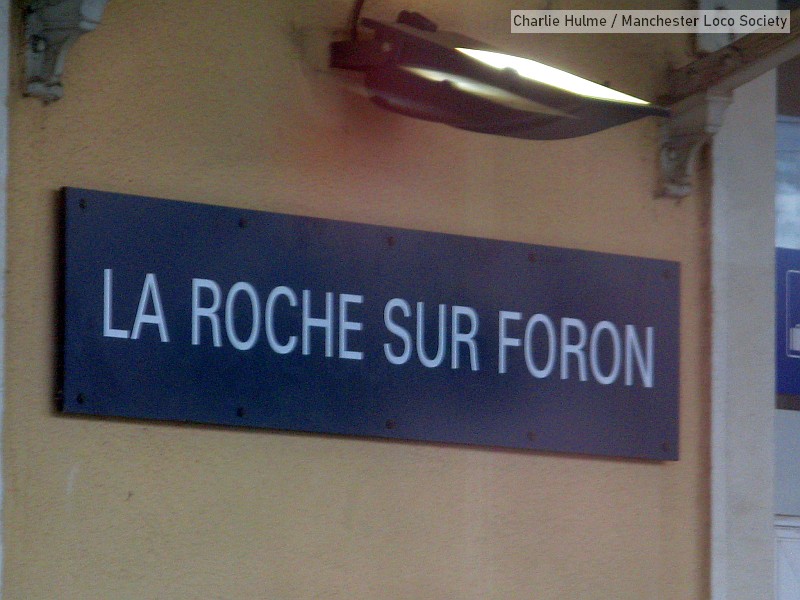 Charlie Hulme / Manchester Loco Society
LA ROCHE SUR FORON